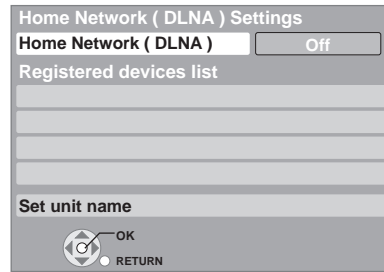 Home Network ( DLNA ) Settings
Home Network ( DLNA ) Off
Registered devices list
Set unit name
OK
RETURN